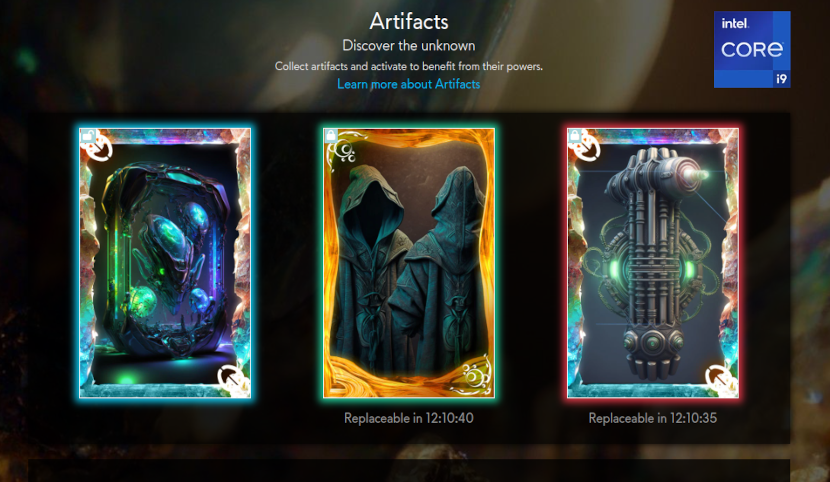 Artifacts
Discover the unknown
Collect artifacts and activate to benefit from their powers.
Learn more about Artifacts
intel.
CORE
i9
Replaceable in 12:10:40
Replaceable in 12:10:35